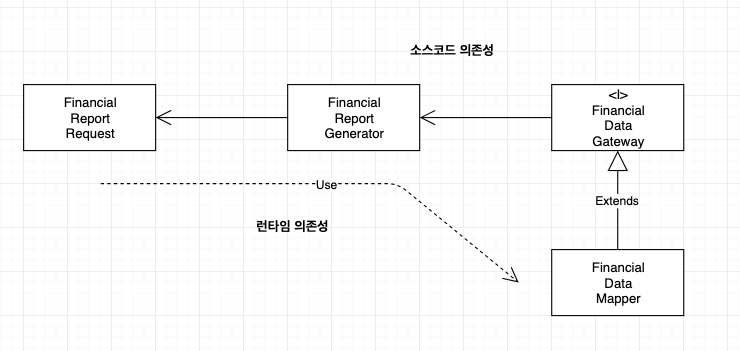 소스코드 의존성
Financial
Report
Request
Financial
Report
Generator
<I>
Financial
Data
Gateway
Use
Extends
런타임 의존성
Financial
Data
Mapper